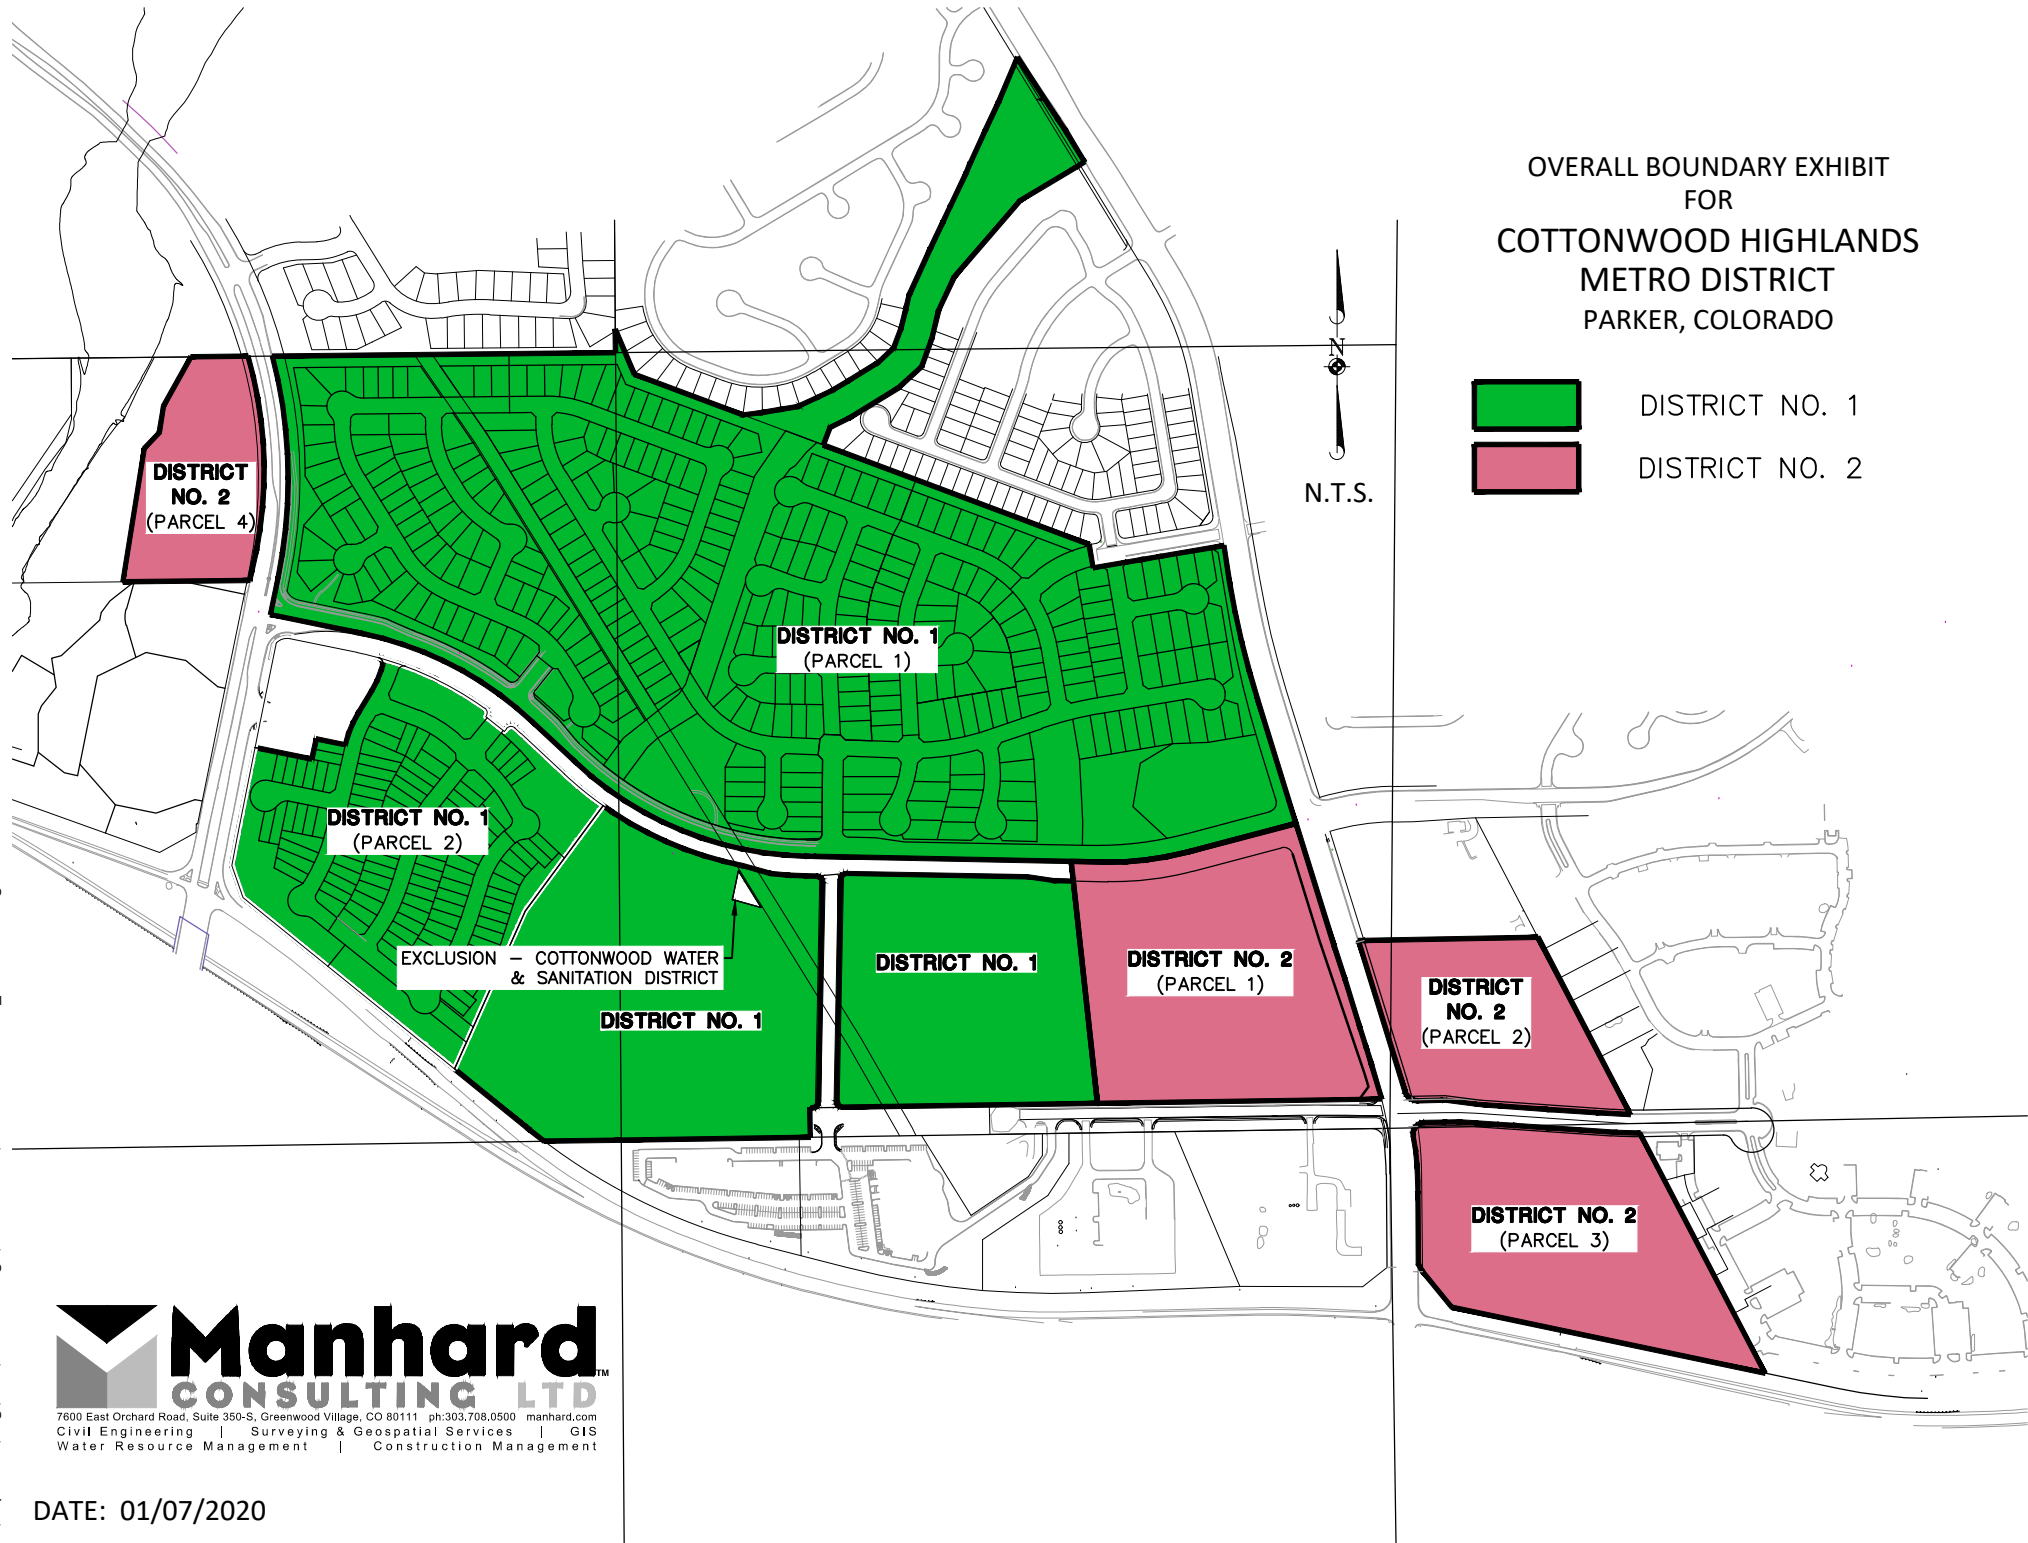 OVERALL BOUNDARY EXHIBIT
FOR
COTTONWOOD HIGHLANDS
METRO DISTRICT
PARKER, COLORADO
N
N.T.S.
DISTRICT NO. 1
DISTRICT NO. 2
DISTRICT
NO. 2
(PARCEL 4)
DISTRICT NO. 1
(PARCEL 1)
DISTRICT NO. 1
(PARCEL 2)
EXCLUSION – COTTONWOOD WATER
& SANITATION DISTRICT
DISTRICT NO. 1
DISTRICT NO. 1
DISTRICT NO. 2
(PARCEL 1)
DISTRICT
NO. 2
(PARCEL 2)
DISTRICT NO. 2
(PARCEL 3)
Manhard™
CONSULTING LTD
7600 East Orchard Road, Suite 350-S, Greenwood Village, CO 80111 ph:303.708.0500 manhard.com
Civil Engineering | Surveying & Geospatial Services | GIS
Water Resource Management | Construction Management
DATE: 01/07/2020